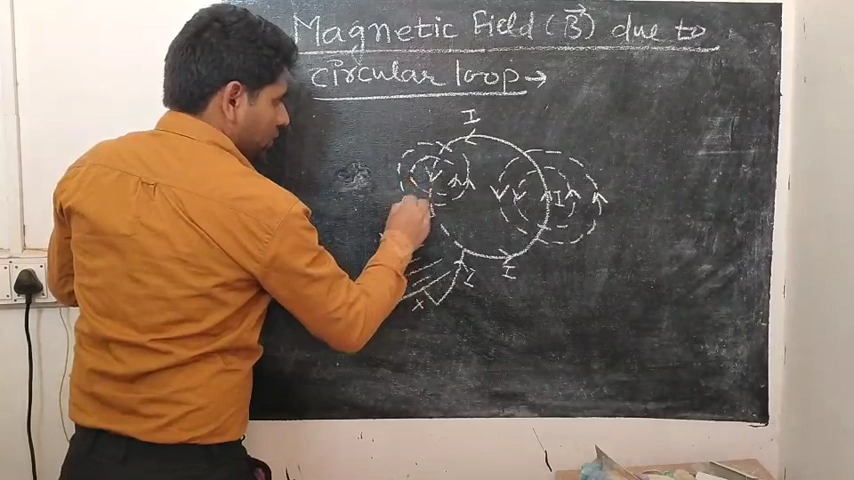 Magnetic Field (B⃗) due to
circular loop →
I
I
I
I
X